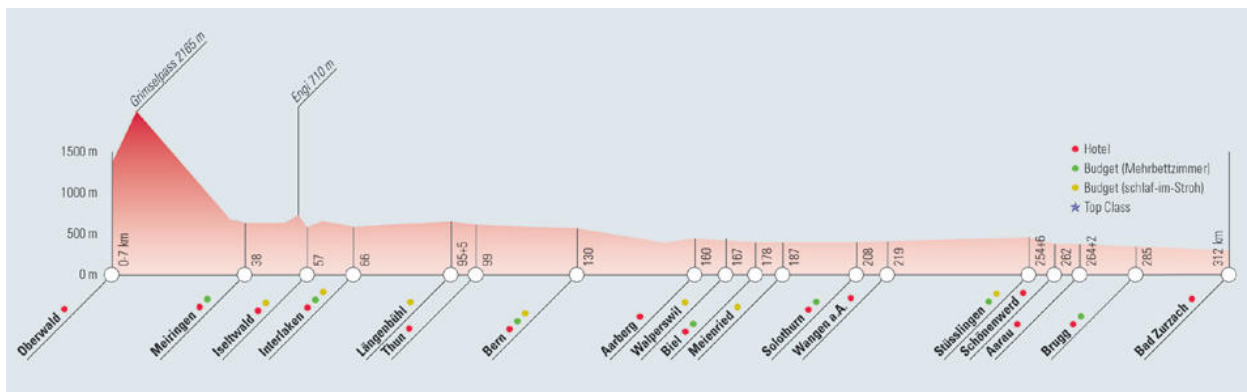 Grimselpass 2165 m
Engi 710 m
1500 m
1000 m
500 m
0 m
Hotel
Budget (Mehrbettzimmer)
Budget (schlaf-im-Stroh)
Top Class
0-7 km
38
57
66
95+5
99
130
160
167
178
187
208
219
254+6
262
264+2
285
312 km
Oberwald
Meiringen
Iseltwald
Interlaken
Längenbühl
Thun
Bern
Aarberg
Walperswil
Biel
Meienried
Solothurn
Wangen a.A.
Stüsslingen
Schönenwerd
Aarau
Brugg
Bad Zurzach